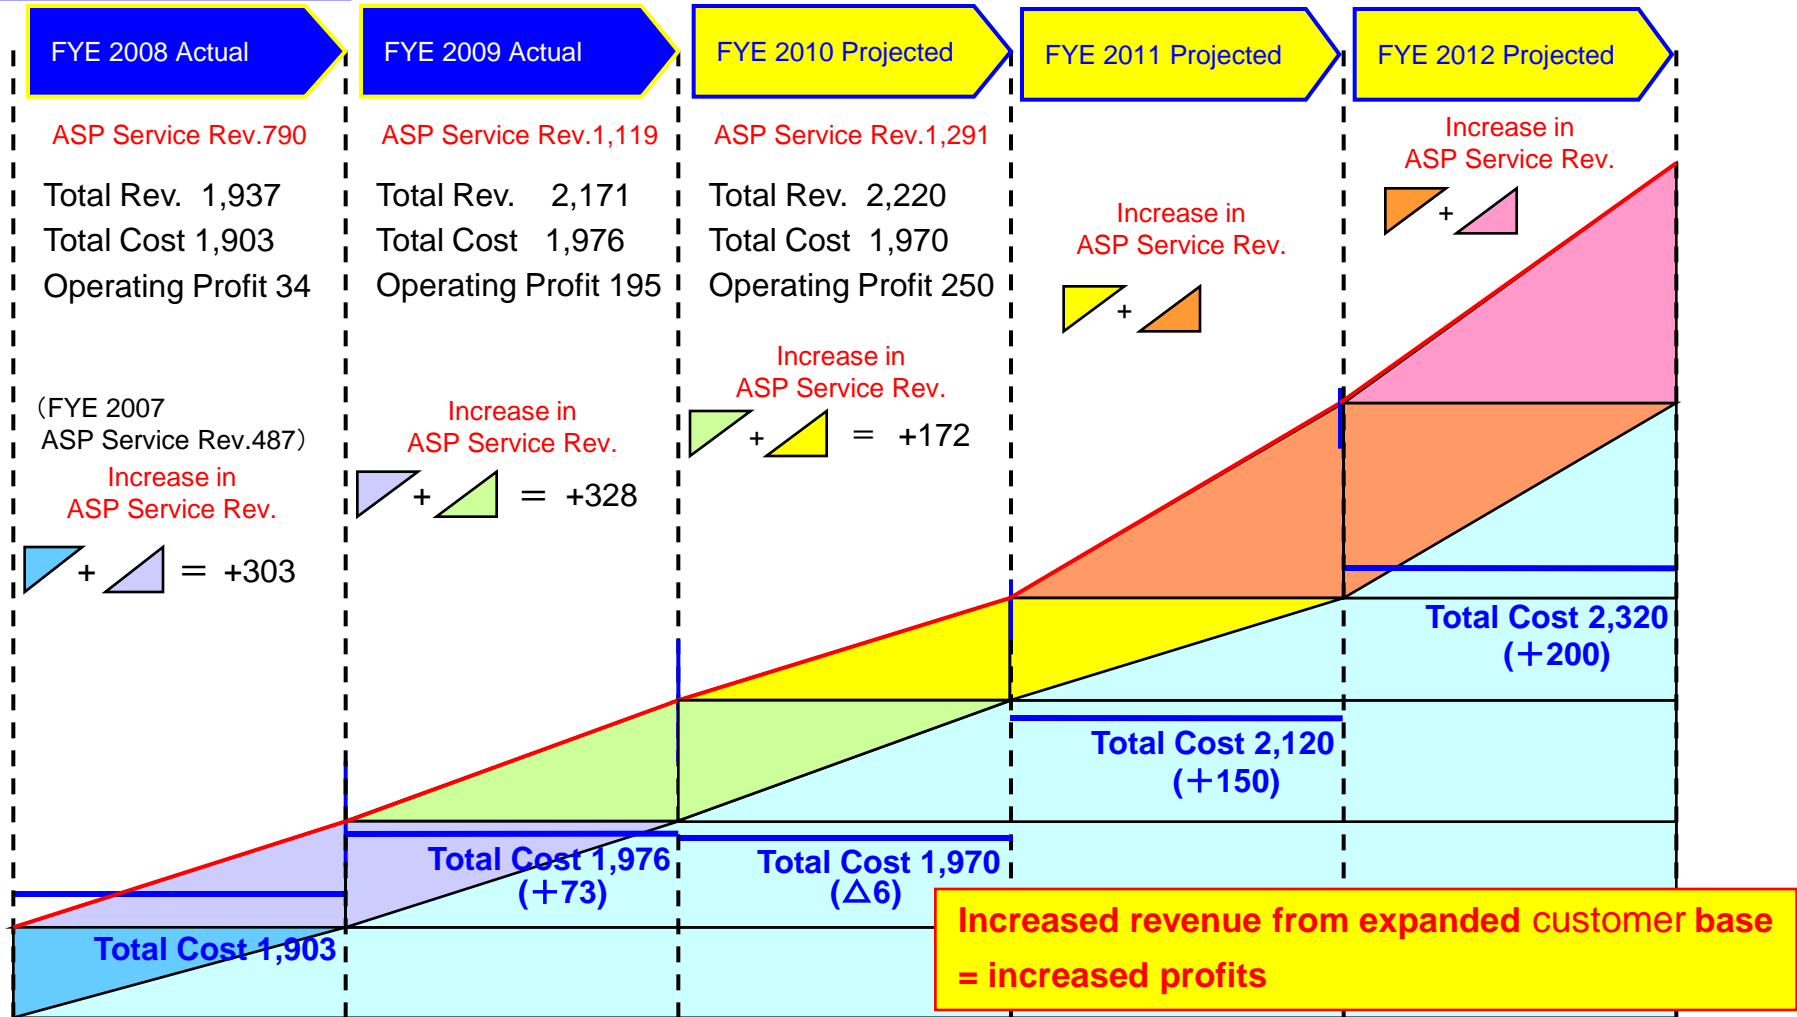 FYE 2008 Actual
FYE 2009 Actual
FYE 2010 Projected
FYE 2011 Projected
FYE 2012 Projected
ASP Service Rev.790
Total Rev. 1,937
Total Cost 1,903
Operating Profit 34
(FYE 2007
ASP Service Rev.487)
Increase in
ASP Service Rev.
+ = +303
ASP Service Rev.1,119
Total Rev. 2,171
Total Cost 1,976
Operating Profit 195
Increase in
ASP Service Rev.
+ = +328
ASP Service Rev.1,291
Total Rev. 2,220
Total Cost 1,970
Operating Profit 250
Increase in
ASP Service Rev.
+ = +172
Increase in
ASP Service Rev.
+
Increase in
ASP Service Rev.
+
Total Cost 1,903
Total Cost 1,976
(+73)
Total Cost 1,970
(△6)
Total Cost 2,120
(+150)
Total Cost 2,320
(+200)
Increased revenue from expanded customer base
= increased profits